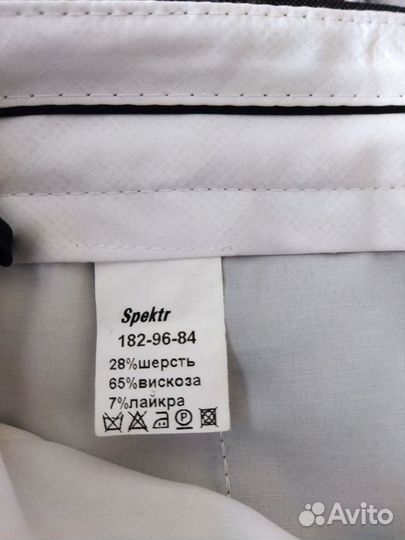 Spektr
182-96-84
28%шерсть
65%вискоза
7%лайкра
P
Avito